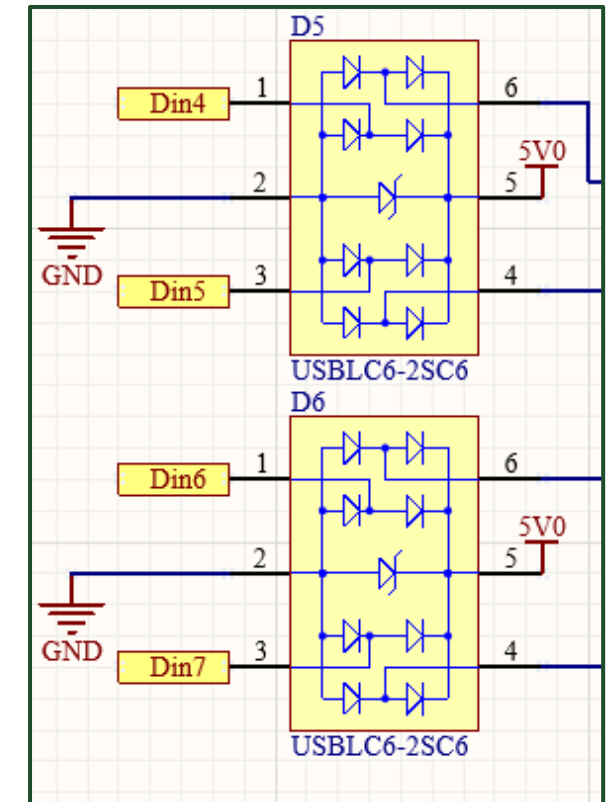 D5
Din4 1 6
5V0
2 5
GND
Din5 3 4
USBLC6-2SC6
D6
Din6 1 6
5V0
2 5
GND
Din7 3 4
USBLC6-2SC6